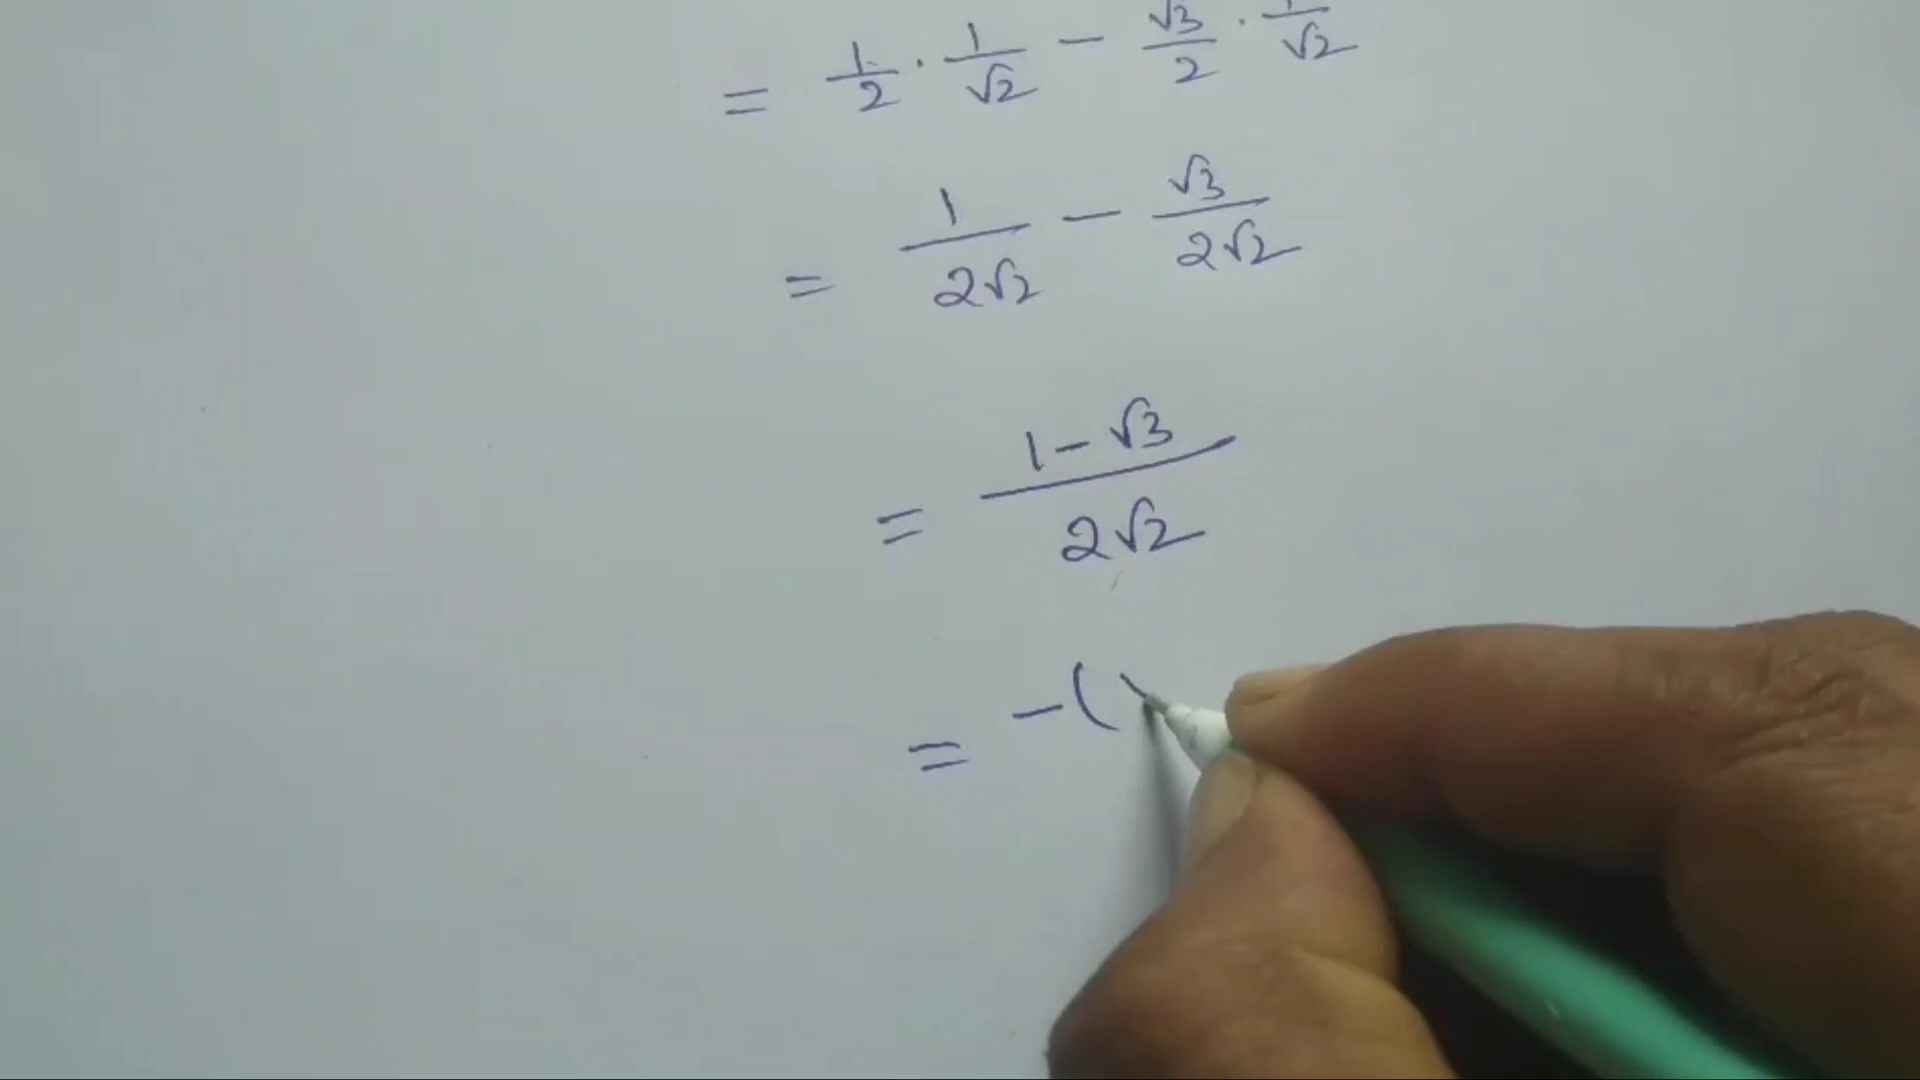 = 1/2 · 1/√2 − √3/2 · 1/√2
= 1/2√2 − √3/2√2
= 1−√3/2√2
= −(